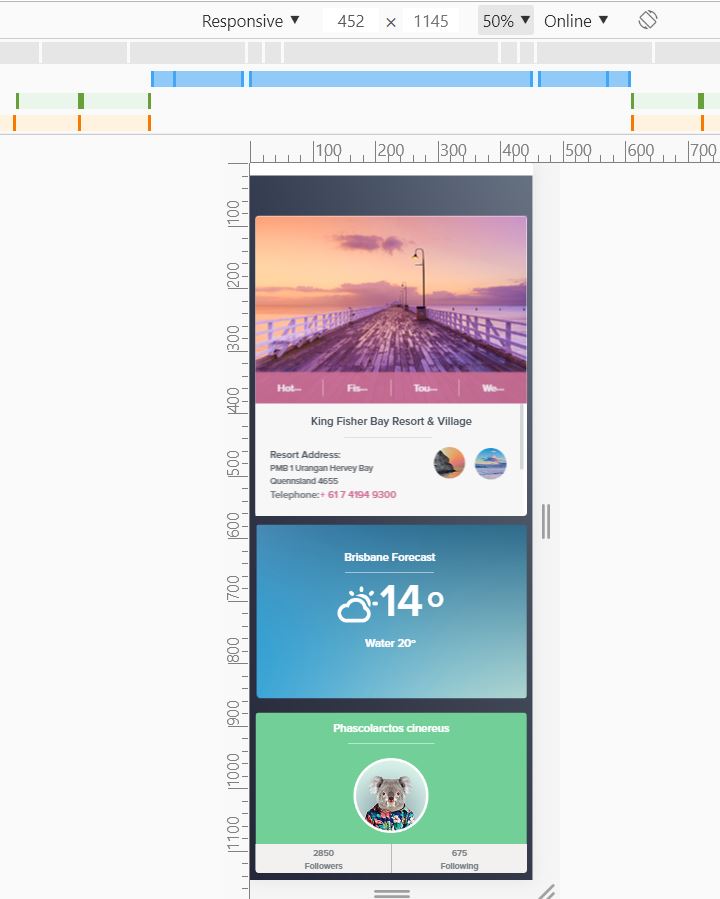 Responsive ▼ 452 × 1145 50% ▼ Online ▼
100 200 300 400 500 600 700
100
200
300
400
500
600
700
800
900
1000
1100
Hot... Fis... Tou... We...
King Fisher Bay Resort & Village
Resort Address:
PMB 1 Urangan Hervey Bay
Quennsland 4655
Telephone:+ 61 7 4194 9300
Brisbane Forecast
14°
Water 20°
Phascolarctos cinereus
2850 675
Followers Following